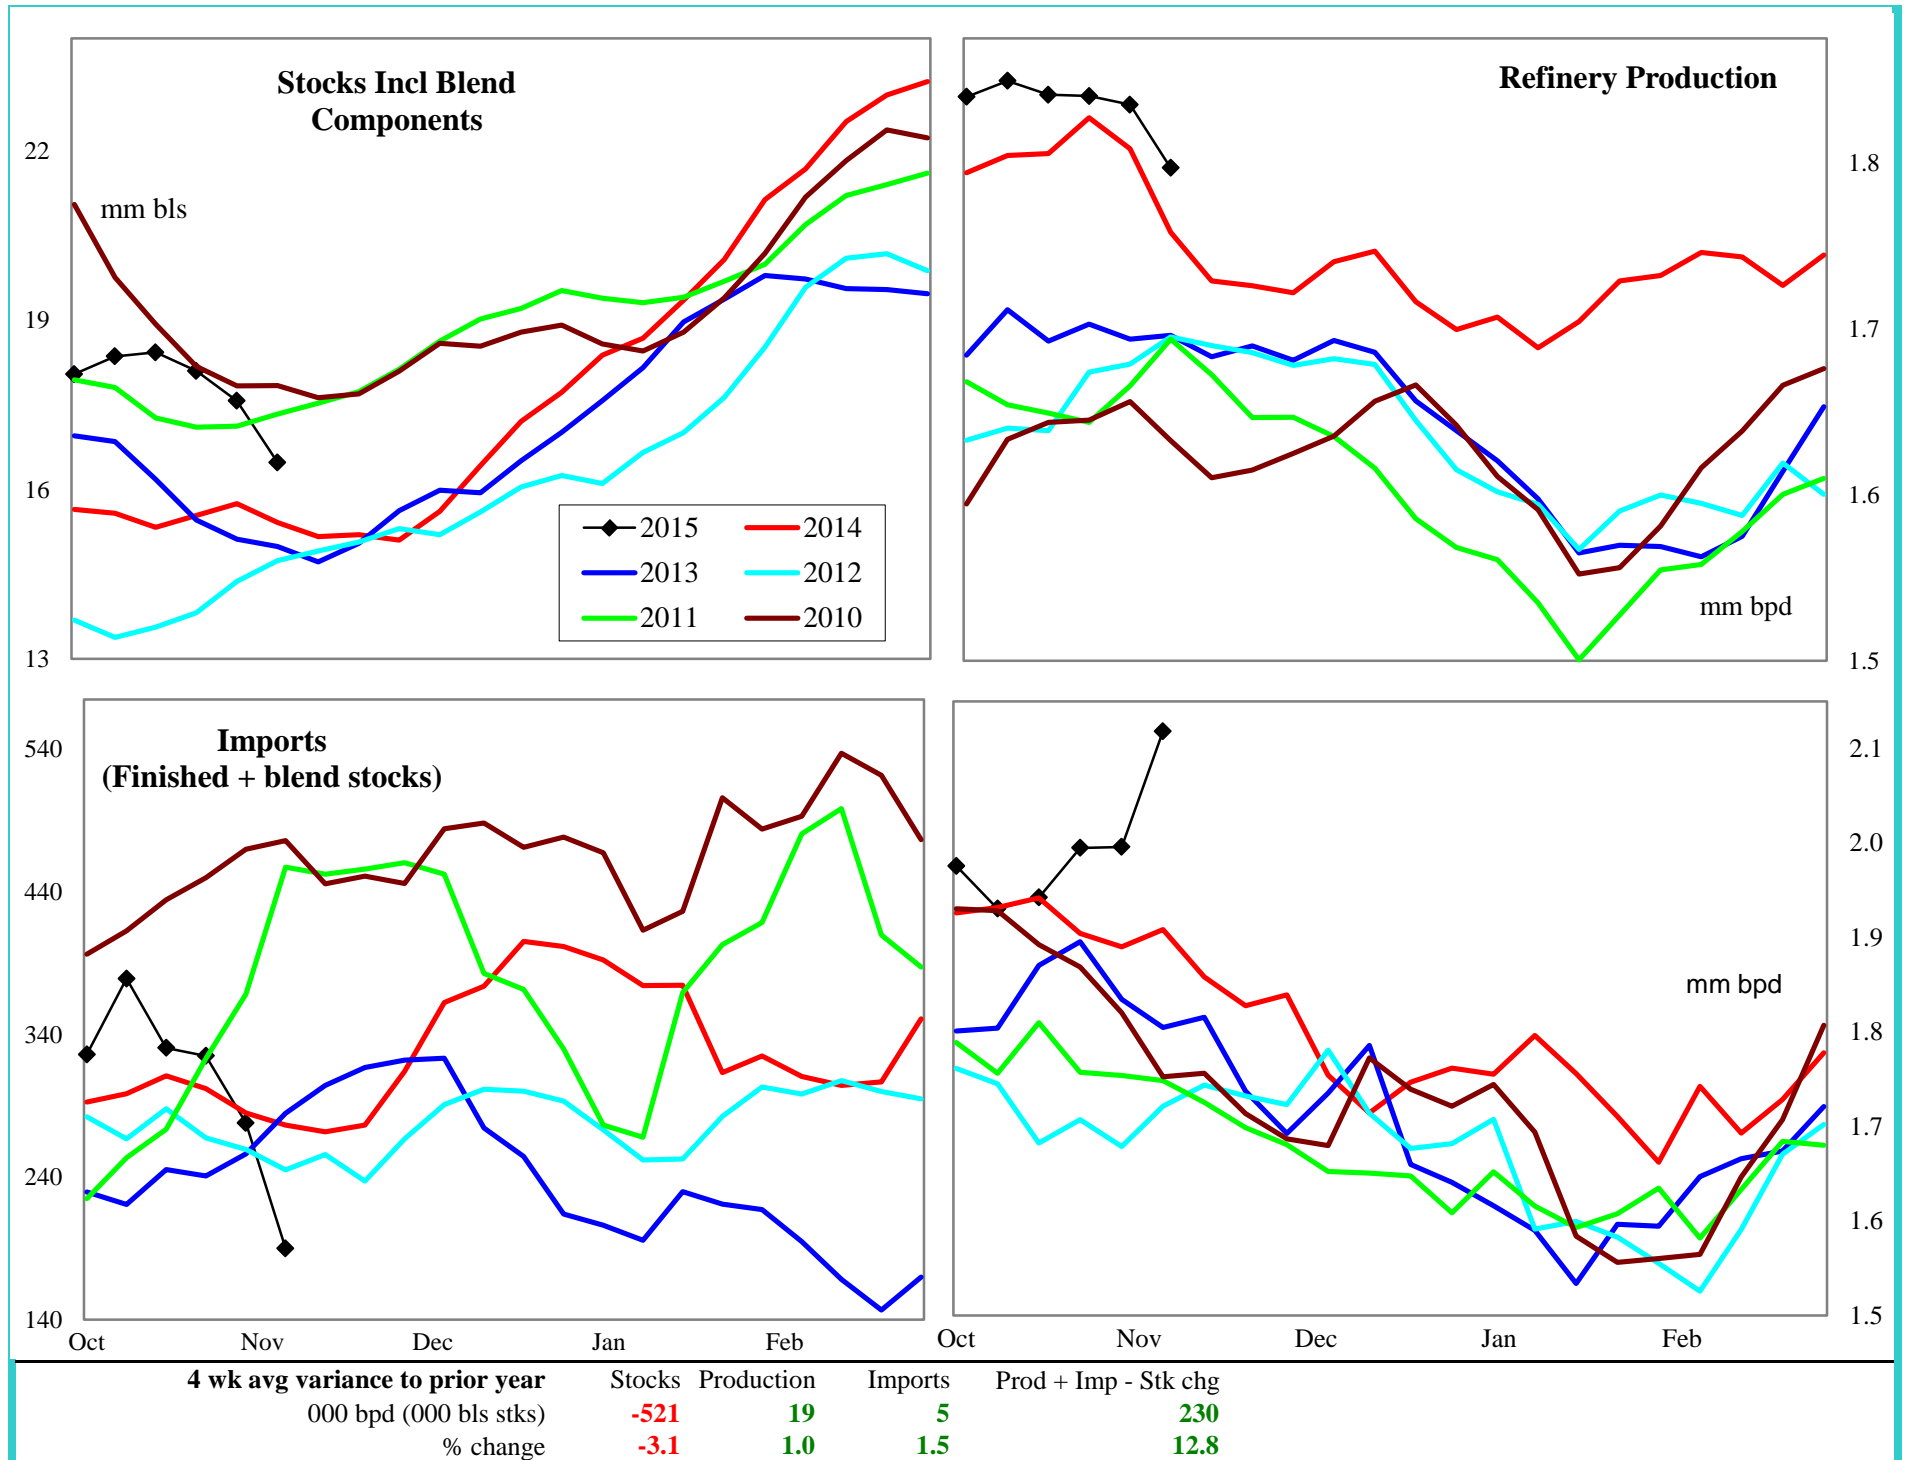 Stocks Incl Blend
Components
mm bls
22
19
16
13
2015
2014
2013
2012
2011
2010
Refinery Production
mm bpd
1.8
1.7
1.6
1.5
Imports
(Finished + blend stocks)
540
440
340
240
140
Oct Nov Dec Jan Feb
mm bpd
2.1
2.0
1.9
1.8
1.7
1.6
1.5
Oct Nov Dec Jan Feb
4 wk avg variance to prior year Stocks Production Imports Prod + Imp - Stk chg
000 bpd (000 bls stks) -521 19 5 230
% change -3.1 1.0 1.5 12.8